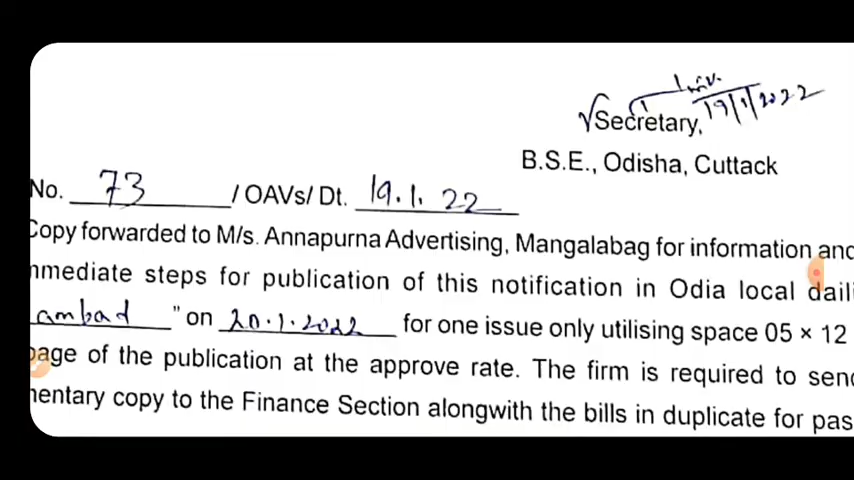 19/1/2022
Secretary,
B.S.E., Odisha, Cuttack
No. 73 / OAVs/ Dt. 19.1.22
Copy forwarded to M/s. Annapurna Advertising, Mangalabag for information and
mmediate steps for publication of this notification in Odia local daili
ambad " on 20.1.2022 for one issue only utilising space 05 × 12
page of the publication at the approve rate. The firm is required to send
mentary copy to the Finance Section alongwith the bills in duplicate for pas